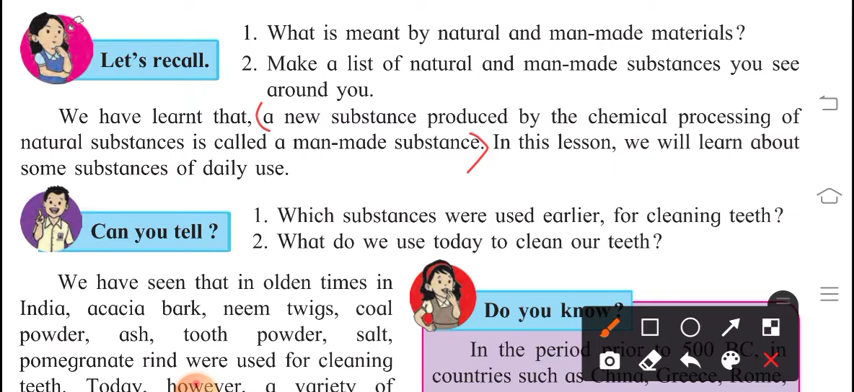 Let's recall.
1. What is meant by natural and man-made materials?
2. Make a list of natural and man-made substances you see
around you.
We have learnt that, a new substance produced by the chemical processing of
natural substances is called a man-made substance. In this lesson, we will learn about
some substances of daily use.
Can you tell ?
1. Which substances were used earlier, for cleaning teeth?
2. What do we use today to clean our teeth?
We have seen that in olden times in
India, acacia bark, neem twigs, coal
powder, ash, tooth powder, salt,
pomegranate rind were used for cleaning
teeth. Today, however, a variety of
Do you know?
In the period prior to 500 BC, in
countries such as China, Greece, Rome,